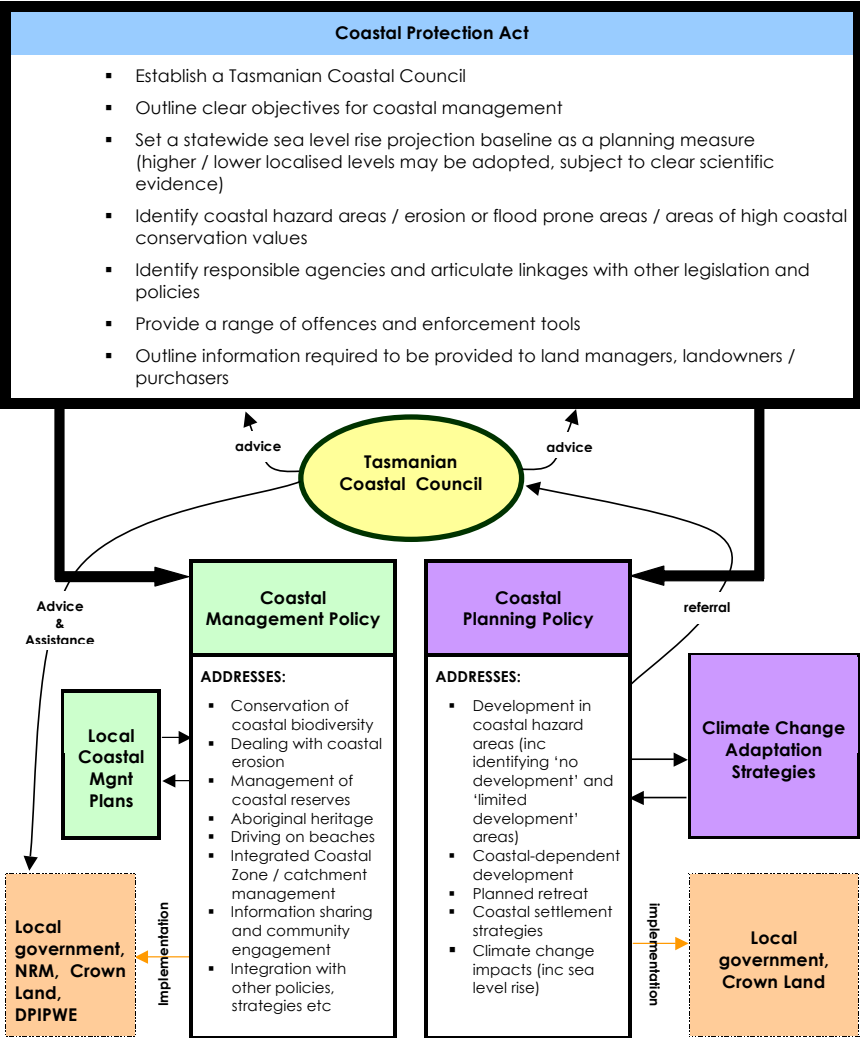 Coastal Protection Act
▪ Establish a Tasmanian Coastal Council
▪ Outline clear objectives for coastal management
▪ Set a statewide sea level rise projection baseline as a planning measure
(higher / lower localised levels may be adopted, subject to clear scientific
evidence)
▪ Identify coastal hazard areas / erosion or flood prone areas / areas of high coastal
conservation values
▪ Identify responsible agencies and articulate linkages with other legislation and
policies
▪ Provide a range of offences and enforcement tools
▪ Outline information required to be provided to land managers, landowners /
purchasers
advice
advice
Tasmanian
Coastal Council
Advice
&
Assistance
referral
Coastal
Management Policy
ADDRESSES:
▪ Conservation of
coastal biodiversity
▪ Dealing with coastal
erosion
▪ Management of
coastal reserves
▪ Aboriginal heritage
▪ Driving on beaches
▪ Integrated Coastal
Zone / catchment
management
▪ Information sharing
and community
engagement
▪ Integration with
other policies,
strategies etc
Coastal
Planning Policy
ADDRESSES:
▪ Development in
coastal hazard
areas (inc
identifying ‘no
development’ and
‘limited
development’
areas)
▪ Coastal-dependent
development
▪ Planned retreat
▪ Coastal settlement
strategies
▪ Climate change
impacts (inc sea
level rise)
Local
Coastal
Mgnt
Plans
Climate Change
Adaptation
Strategies
Local
government,
NRM, Crown
Land,
DPIPWE
Implementation
implementation
Local
government,
Crown Land